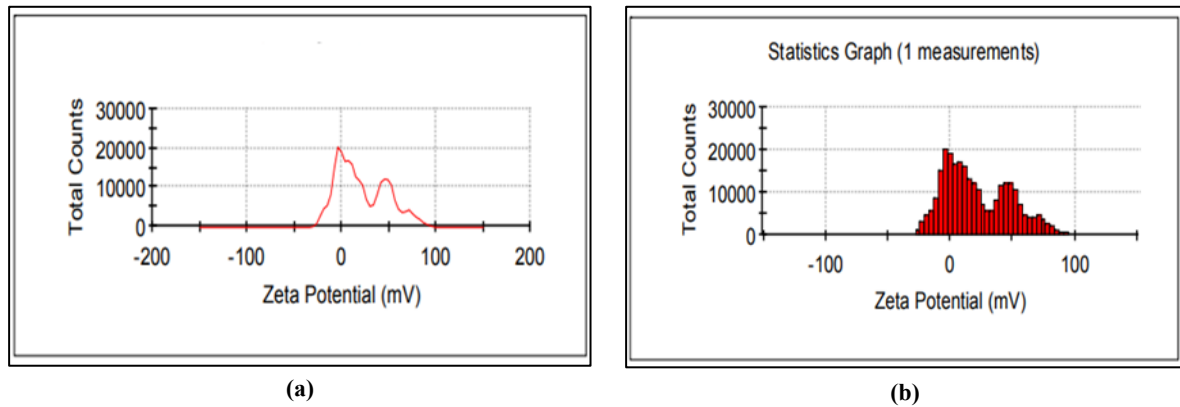 Total Counts
30000
20000
10000
0
-200
-100
0
100
200
Zeta Potential (mV)
(a)
Statistics Graph (1 measurements)
Total Counts
30000
20000
10000
0
-100
0
100
Zeta Potential (mV)
(b)